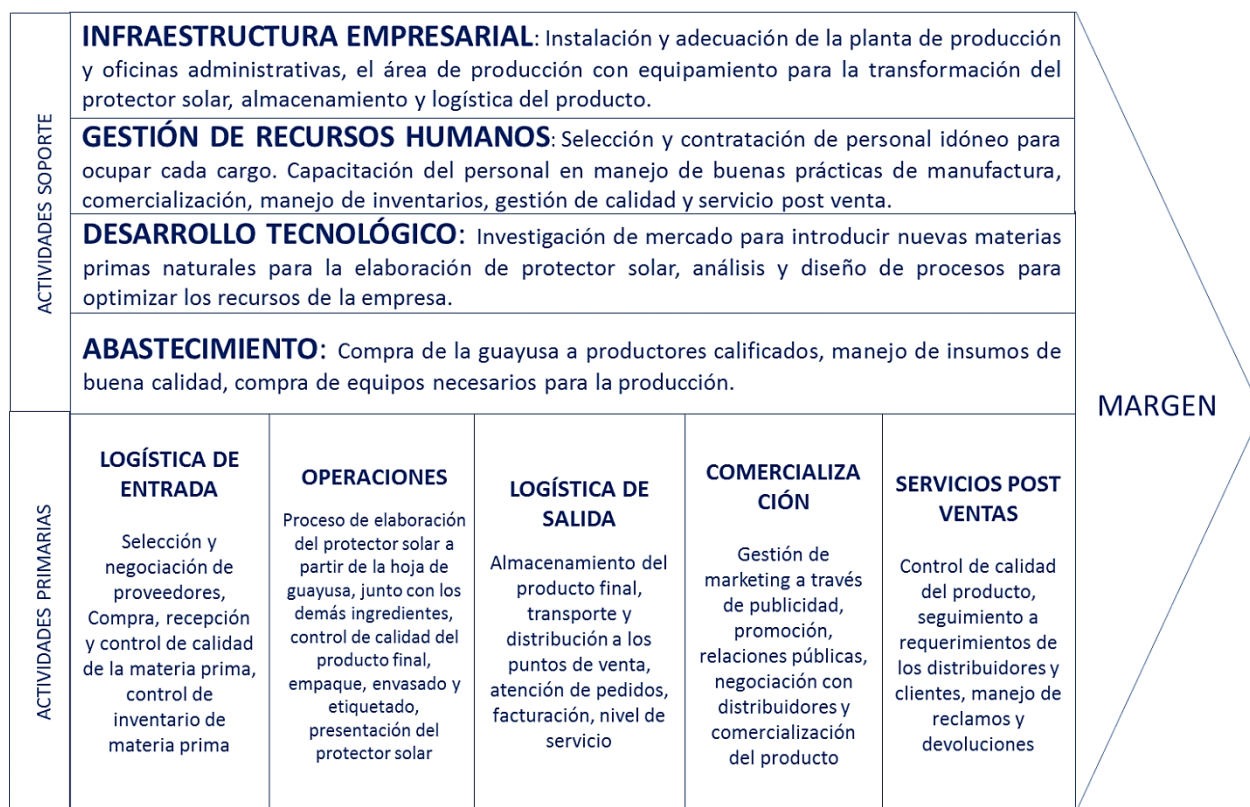 ACTIVIDADES SOPORTE
INFRAESTRUCTURA EMPRESARIAL: Instalación y adecuación de la planta de producción
y oficinas administrativas, el área de producción con equipamiento para la transformación del
protector solar, almacenamiento y logística del producto.
GESTIÓN DE RECURSOS HUMANOS: Selección y contratación de personal idóneo para
ocupar cada cargo. Capacitación del personal en manejo de buenas prácticas de manufactura,
comercialización, manejo de inventarios, gestión de calidad y servicio post venta.
DESARROLLO TECNOLÓGICO: Investigación de mercado para introducir nuevas materias
primas naturales para la elaboración de protector solar, análisis y diseño de procesos para
optimizar los recursos de la empresa.
ABASTECIMIENTO: Compra de la guayusa a productores calificados, manejo de insumos de
buena calidad, compra de equipos necesarios para la producción.
ACTIVIDADES PRIMARIAS
LOGÍSTICA DE
ENTRADA
Selección y
negociación de
proveedores,
Compra, recepción
y control de calidad
de la materia prima,
control de
inventario de
materia prima
OPERACIONES
Proceso de elaboración
del protector solar a
partir de la hoja de
guayusa, junto con los
demás ingredientes,
control de calidad del
producto final,
empaque, envasado y
etiquetado,
presentación del
protector solar
LOGÍSTICA DE
SALIDA
Almacenamiento del
producto final,
transporte y
distribución a los
puntos de venta,
atención de pedidos,
facturación, nivel de
servicio
COMERCIALIZA
CIÓN
Gestión de
marketing a través
de publicidad,
promoción,
relaciones públicas,
negociación con
distribuidores y
comercialización
del producto
SERVICIOS POST
VENTAS
Control de calidad
del producto,
seguimiento a
requerimientos de
los distribuidores y
clientes, manejo de
reclamos y
devoluciones
MARGEN